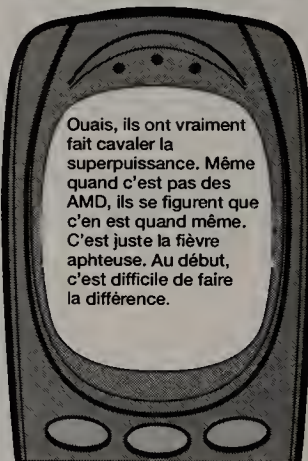 Ouais, ils ont vraiment
fait cavaler la
superpuissance. Même
quand c'est pas des
AMD, ils se figurent que
c'en est quand même.
C'est juste la fièvre
aphteuse. Au début,
c'est difficile de faire
la différence.